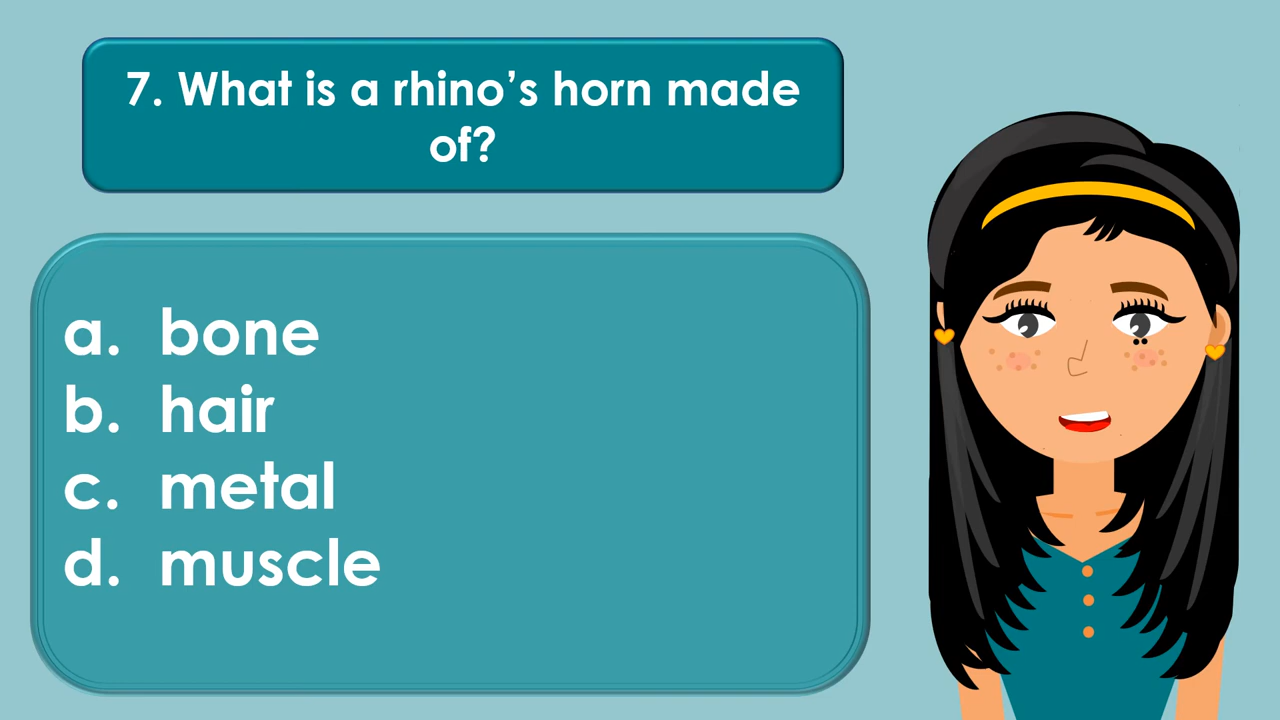 7. What is a rhino’s horn made
of?
a. bone
b. hair
c. metal
d. muscle